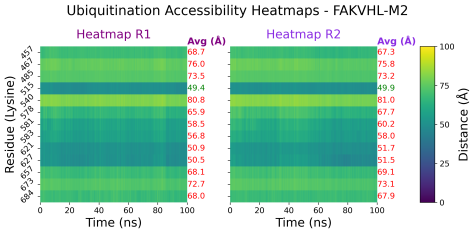 Ubiquitination Accessibility Heatmaps - FAKVHL-M2
Heatmap R1
Avg (Å)
Heatmap R2
Avg (Å)
Residue (Lysine)
457 68.7 67.3
467 76.0 75.8
485 73.5 73.2
515 49.4 49.9
540 80.8 81.0
578 65.9 67.7
581 58.5 60.2
583 56.8 58.0
621 50.9 51.7
627 50.5 51.5
657 68.1 69.1
673 72.7 73.1
684 68.0 67.9
0 20 40 60 80 100
Time (ns)
0 20 40 60 80 100
Time (ns)
100
75
50
25
0
Distance (Å)